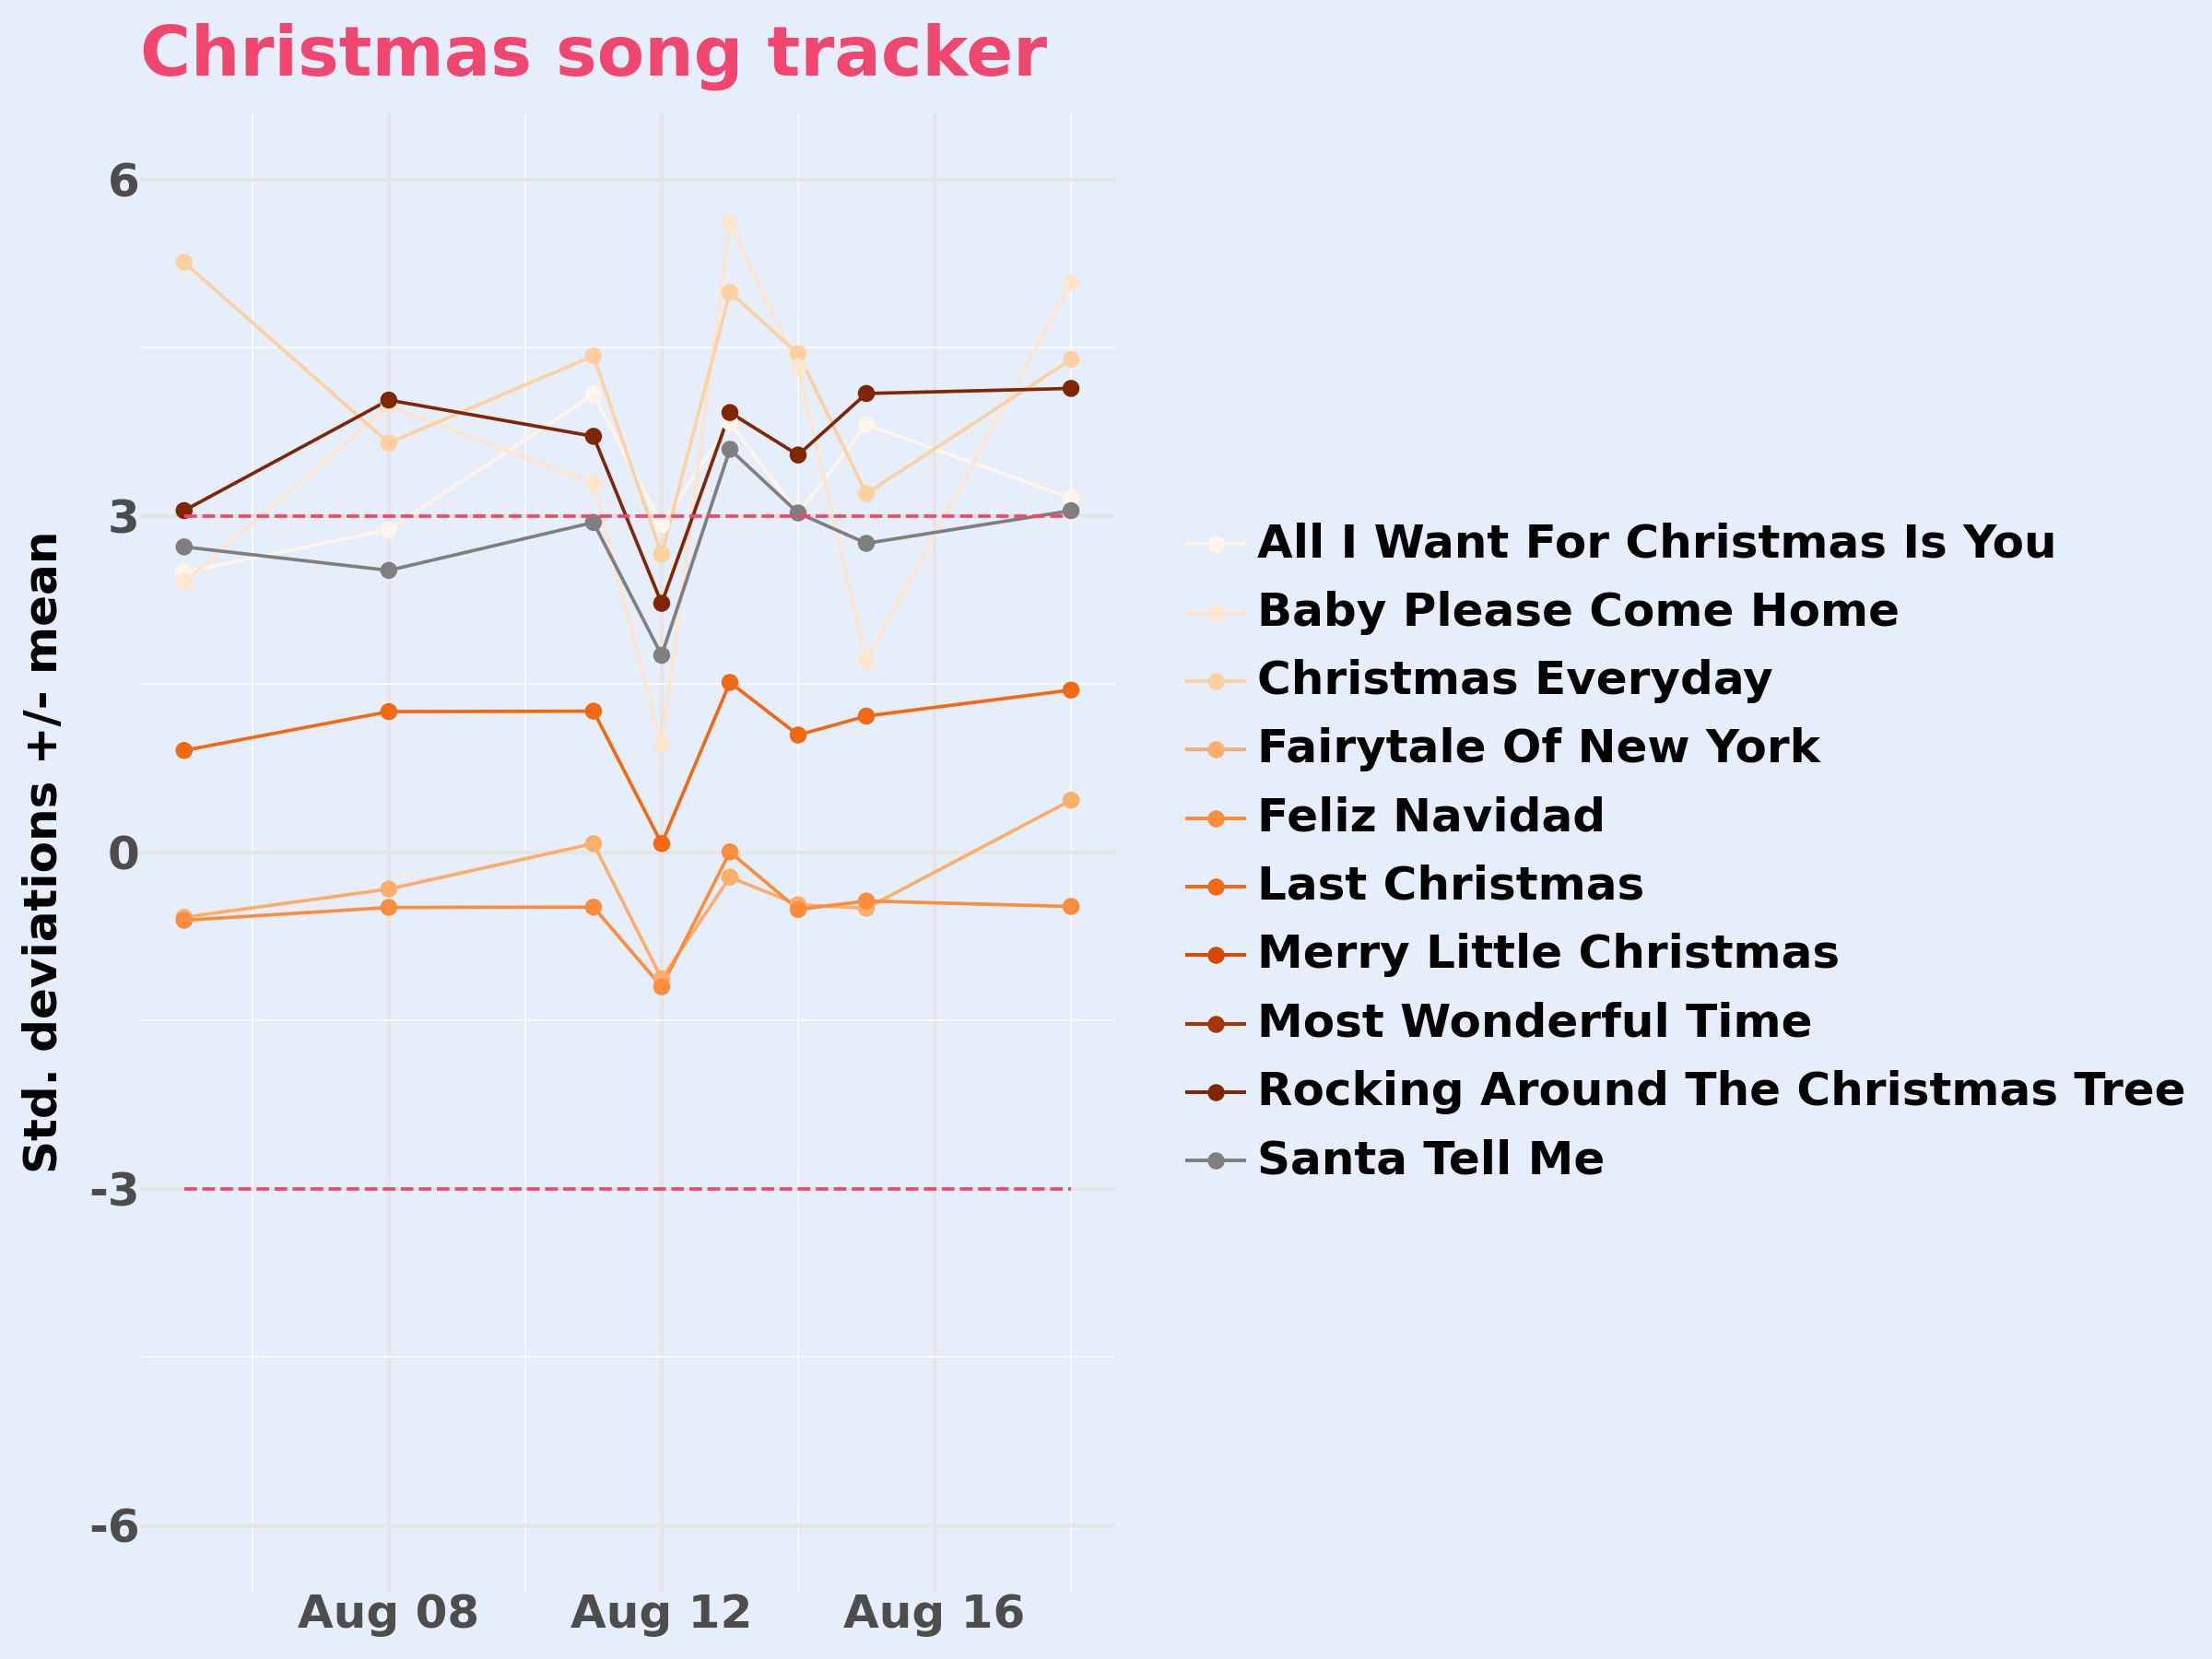 Christmas song tracker
Std. deviations +/- mean
6
3
0
-3
-6
Aug 08
Aug 12
Aug 16
All I Want For Christmas Is You
Baby Please Come Home
Christmas Everyday
Fairytale Of New York
Feliz Navidad
Last Christmas
Merry Little Christmas
Most Wonderful Time
Rocking Around The Christmas Tree
Santa Tell Me